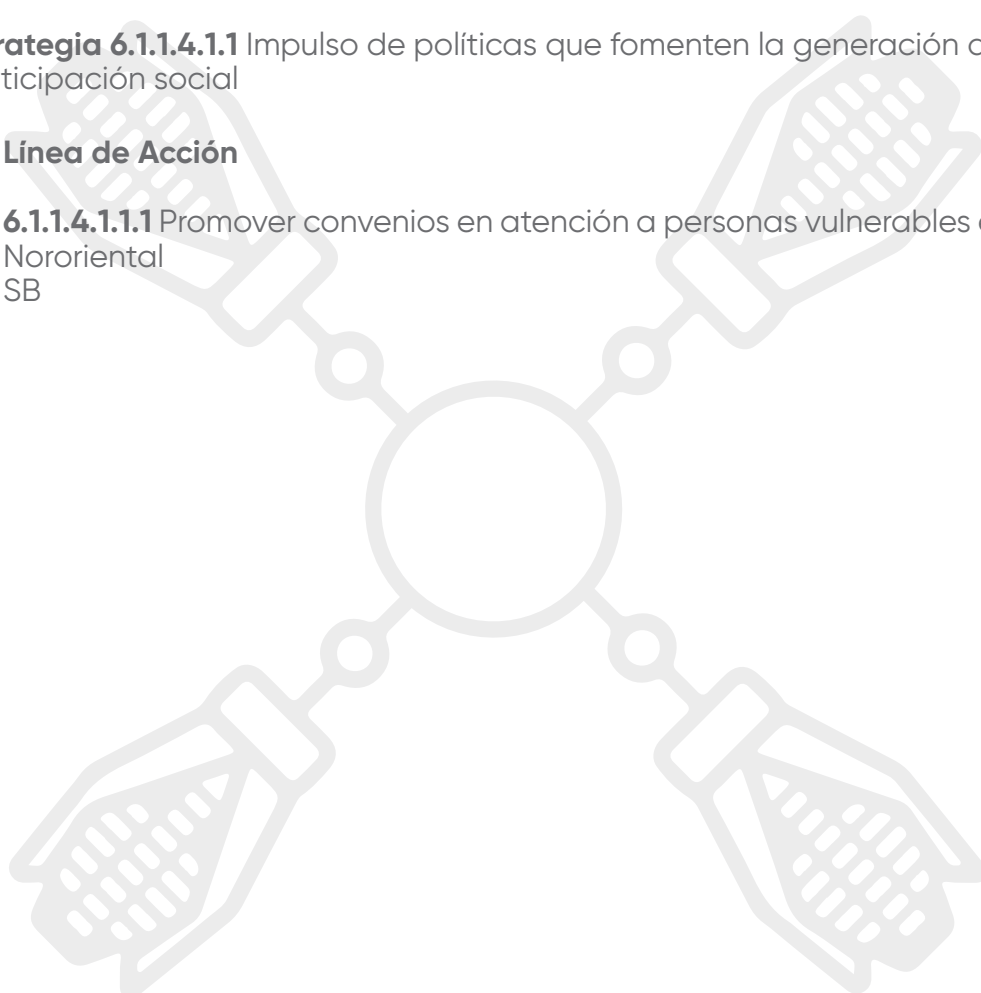 rategia 6.1.1.4.1.1 Impulso de políticas que fomenten la generación
ticipación social
Línea de Acción
6.1.1.4.1.1.1 Promover convenios en atención a personas vulnerables
Nororiental
SB